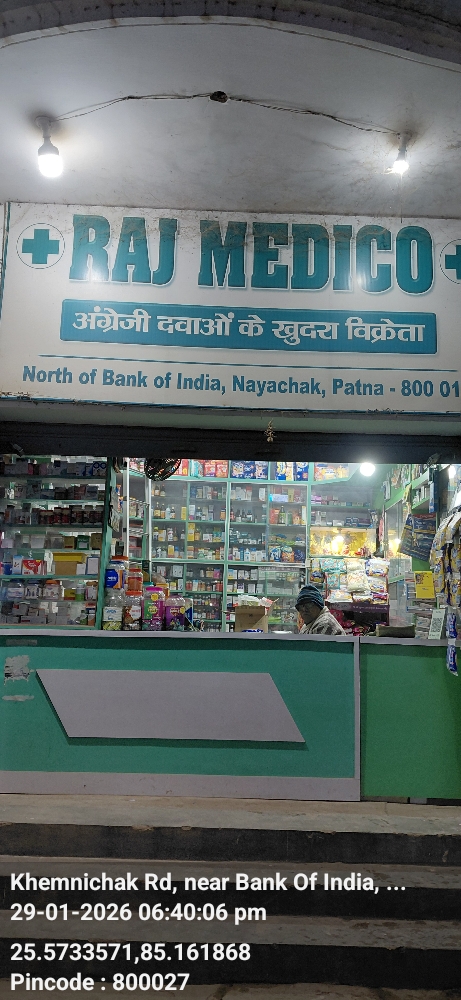 RAJ MEDICO
अंग्रेजी दवाओं के खुदरा विक्रेता
North of Bank of India, Nayachak, Patna - 800 01
Khemnichak Rd, near Bank Of India, ...
29-01-2026 06:40:06 pm
25.5733571,85.161868
Pincode : 800027